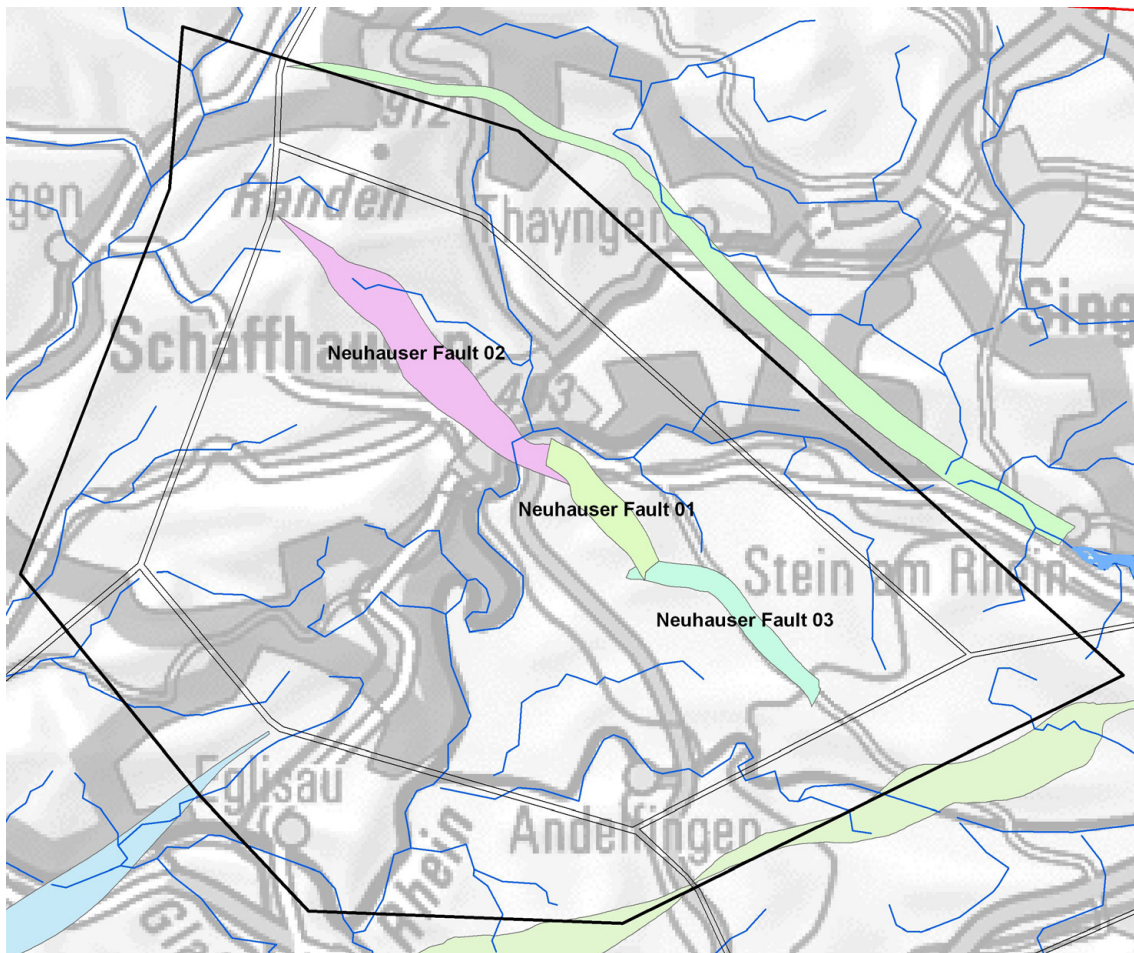 912
Randen
gen
Thayngen
Sing
Schaffhausen
Neuhauser Fault 02
403
Neuhauser Fault 01
Stein am Rhein
Neuhauser Fault 03
Eglisau
Andelfingen
Rhein
Gla